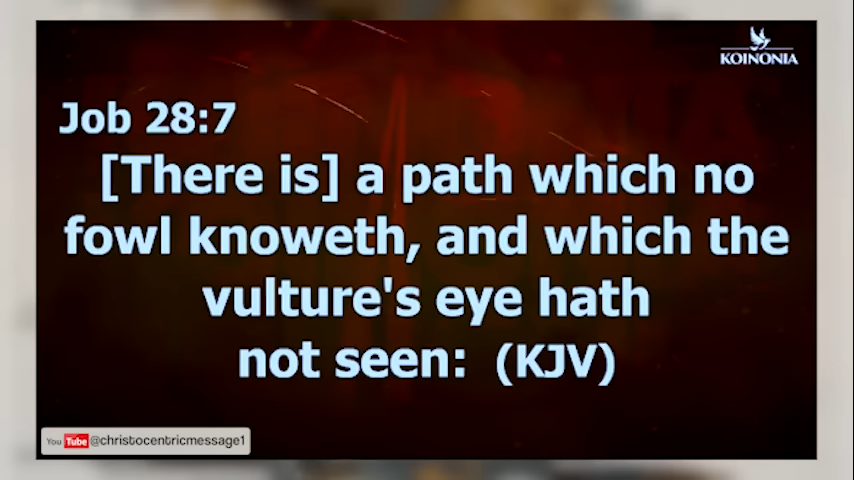 KOINONIA
Job 28:7
[There is] a path which no
fowl knoweth, and which the
vulture's eye hath
not seen: (KJV)
You Tube @christocentricmessage1